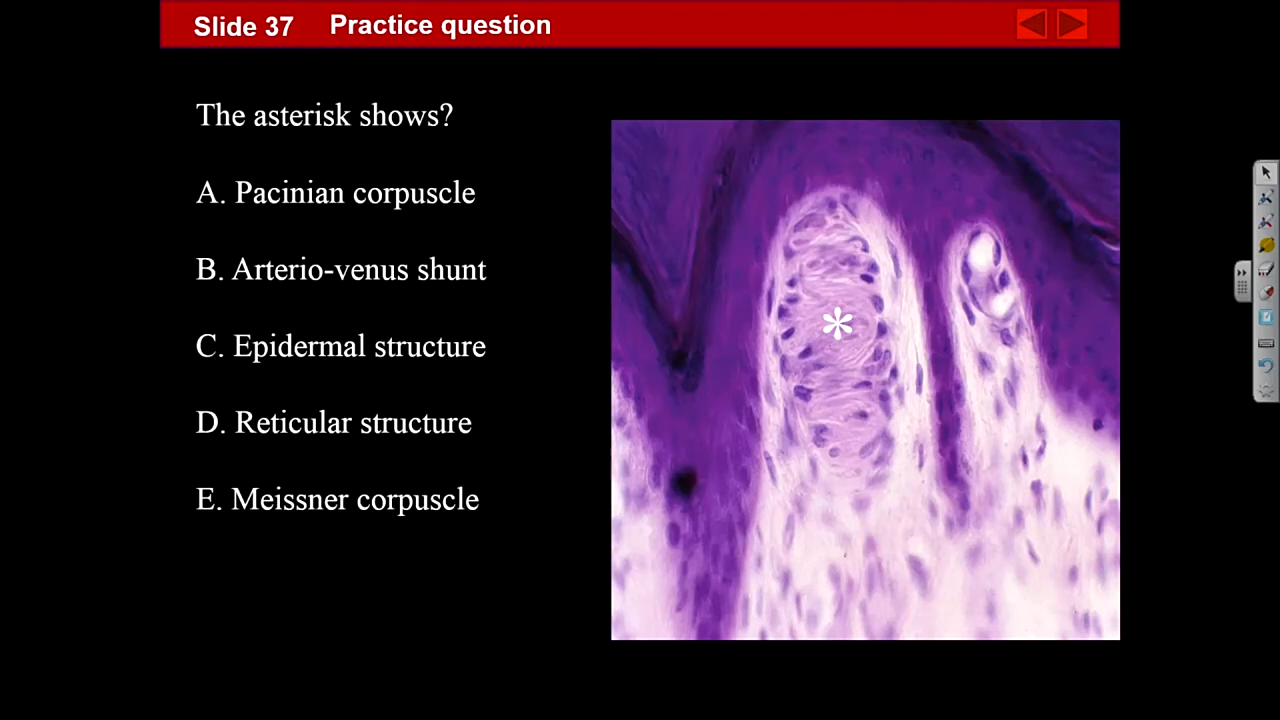 Slide 37 Practice question
The asterisk shows?
A. Pacinian corpuscle
B. Arterio-venus shunt
C. Epidermal structure
D. Reticular structure
E. Meissner corpuscle
*